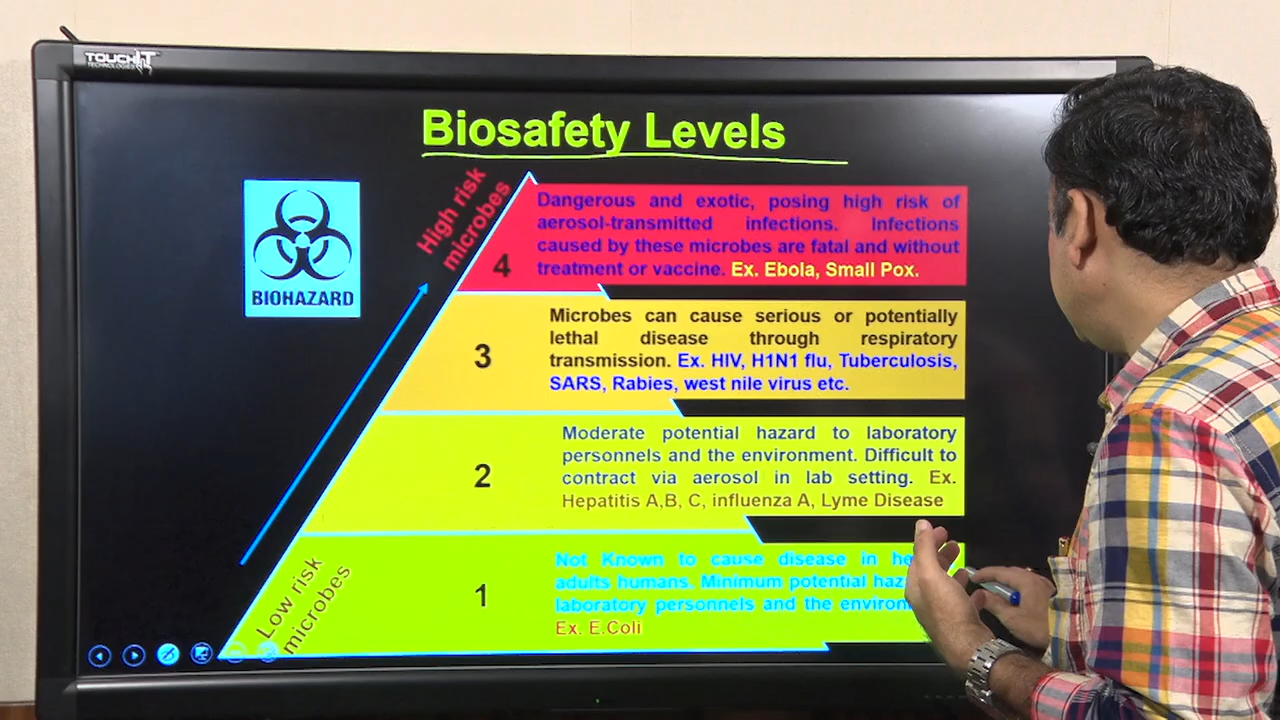 TOUCHIT
TECHNOLOGIES
Biosafety Levels
BIOHAZARD
High risk
microbes
4
Dangerous and exotic, posing high risk of
aerosol-transmitted infections. Infections
caused by these microbes are fatal and without
treatment or vaccine. Ex. Ebola, Small Pox.
3
Microbes can cause serious or potentially
lethal disease through respiratory
transmission. Ex. HIV, H1N1 flu, Tuberculosis,
SARS, Rabies, west nile virus etc.
2
Moderate potential hazard to laboratory
personnels and the environment. Difficult to
contract via aerosol in lab setting. Ex.
Hepatitis A,B, C, influenza A, Lyme Disease
Low risk
microbes
1
Not Known to cause disease in
adults humans. Minimum potential
laboratory personnels and the
Ex. E.Coli